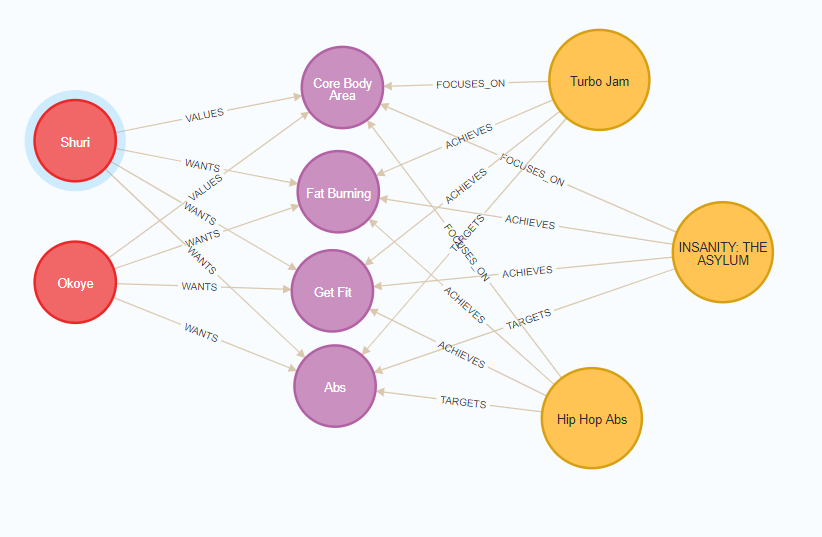 Turbo Jam
Core Body
Area
FOCUSES_ON
VALUES
Shuri
ACHIEVES
WANTS
FOCUSES_ON
VALUES
ACHIEVES
Fat Burning
WANTS
ACHIEVES
TARGETS
WANTS
FOCUSES_ON
INSANITY: THE
ASYLUM
WANTS
ACHIEVES
Okoye
WANTS
Get Fit
ACHIEVES
TARGETS
WANTS
ACHIEVES
Abs
TARGETS
Hip Hop Abs